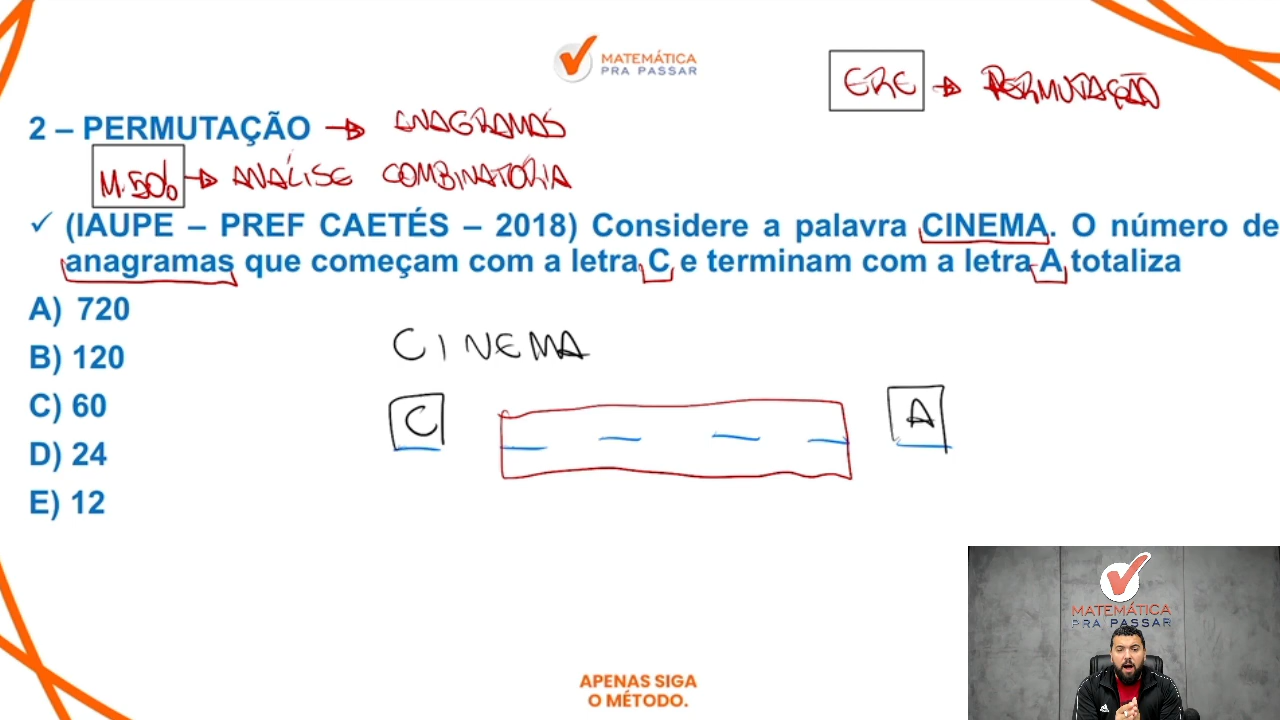 MATEMÁTICA
PRA PASSAR
ERE → PERMUTAÇÃO
2 – PERMUTAÇÃO → ANAGRAMAS
M.50% → ANÁLISE COMBINATÓRIA
✓ (IAUPE – PREF CAETÉS – 2018) Considere a palavra CINEMA. O número de
anagramas que começam com a letra C e terminam com a letra A totaliza
A) 720
B) 120
C) 60
D) 24
E) 12
CINEMA
C A
MATEMÁTICA
PRA PASSAR
APENAS SIGA
O MÉTODO.